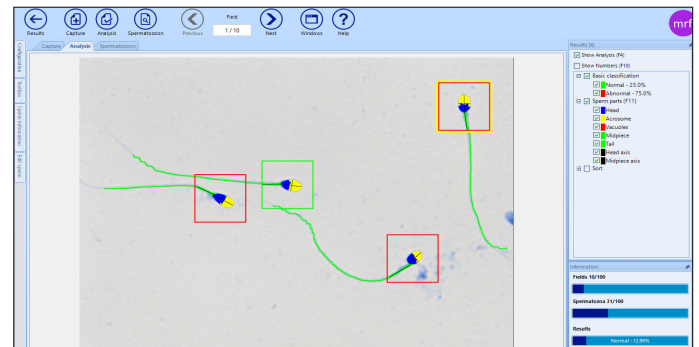 Results Capture Analysis Spermatozoon Previous Field 1 / 10 Next Windows Help
mrf
Capture Analysis Spermatozoon
Configuration
Toolbox
Sperm Information
Edit sperm
Results (4)
Show Analysis (F4)
Show Numbers (F10)
Basic classification
Normal - 25.0%
Abnormal - 75.0%
Sperm parts (F11)
Head
Acrosome
Vacuoles
Midpiece
Tail
Head axis
Midpiece axis
Sort
Information
Fields 10/100
Spermatozoa 31/100
Results
Normal : 12.90%